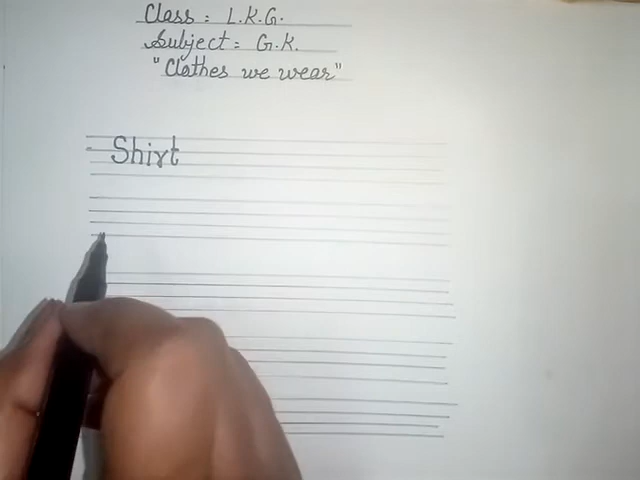 Class : L.K.G.
Subject : G.K.
"Clothes we wear"
Shirt